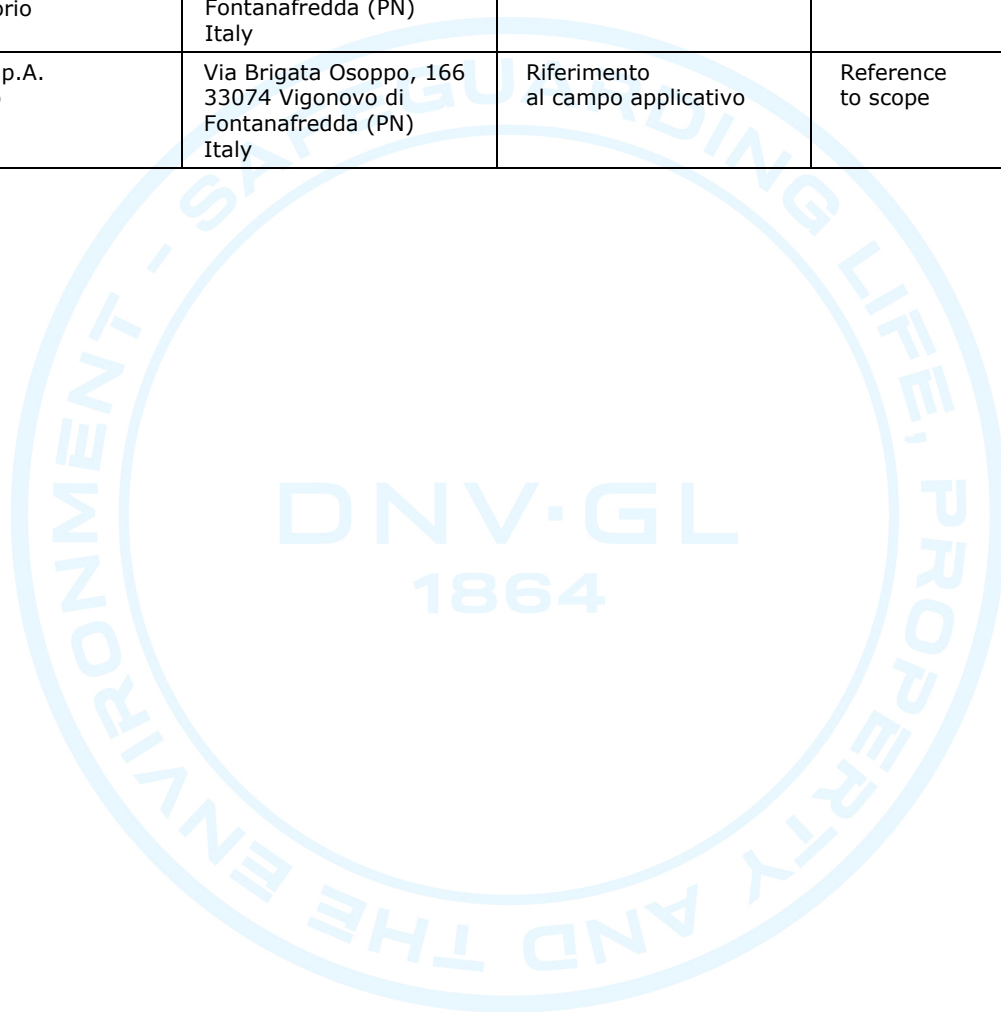 orio
Fontanafredda (PN)
Italy
p.A.
Via Brigata Osoppo, 166
33074 Vigonovo di
Fontanafredda (PN)
Italy
Riferimento
al campo applicativo
Reference
to scope
SAFEGUARDING LIFE, PROPERTY AND THE ENVIRONMENT -
DNV·GL
1864